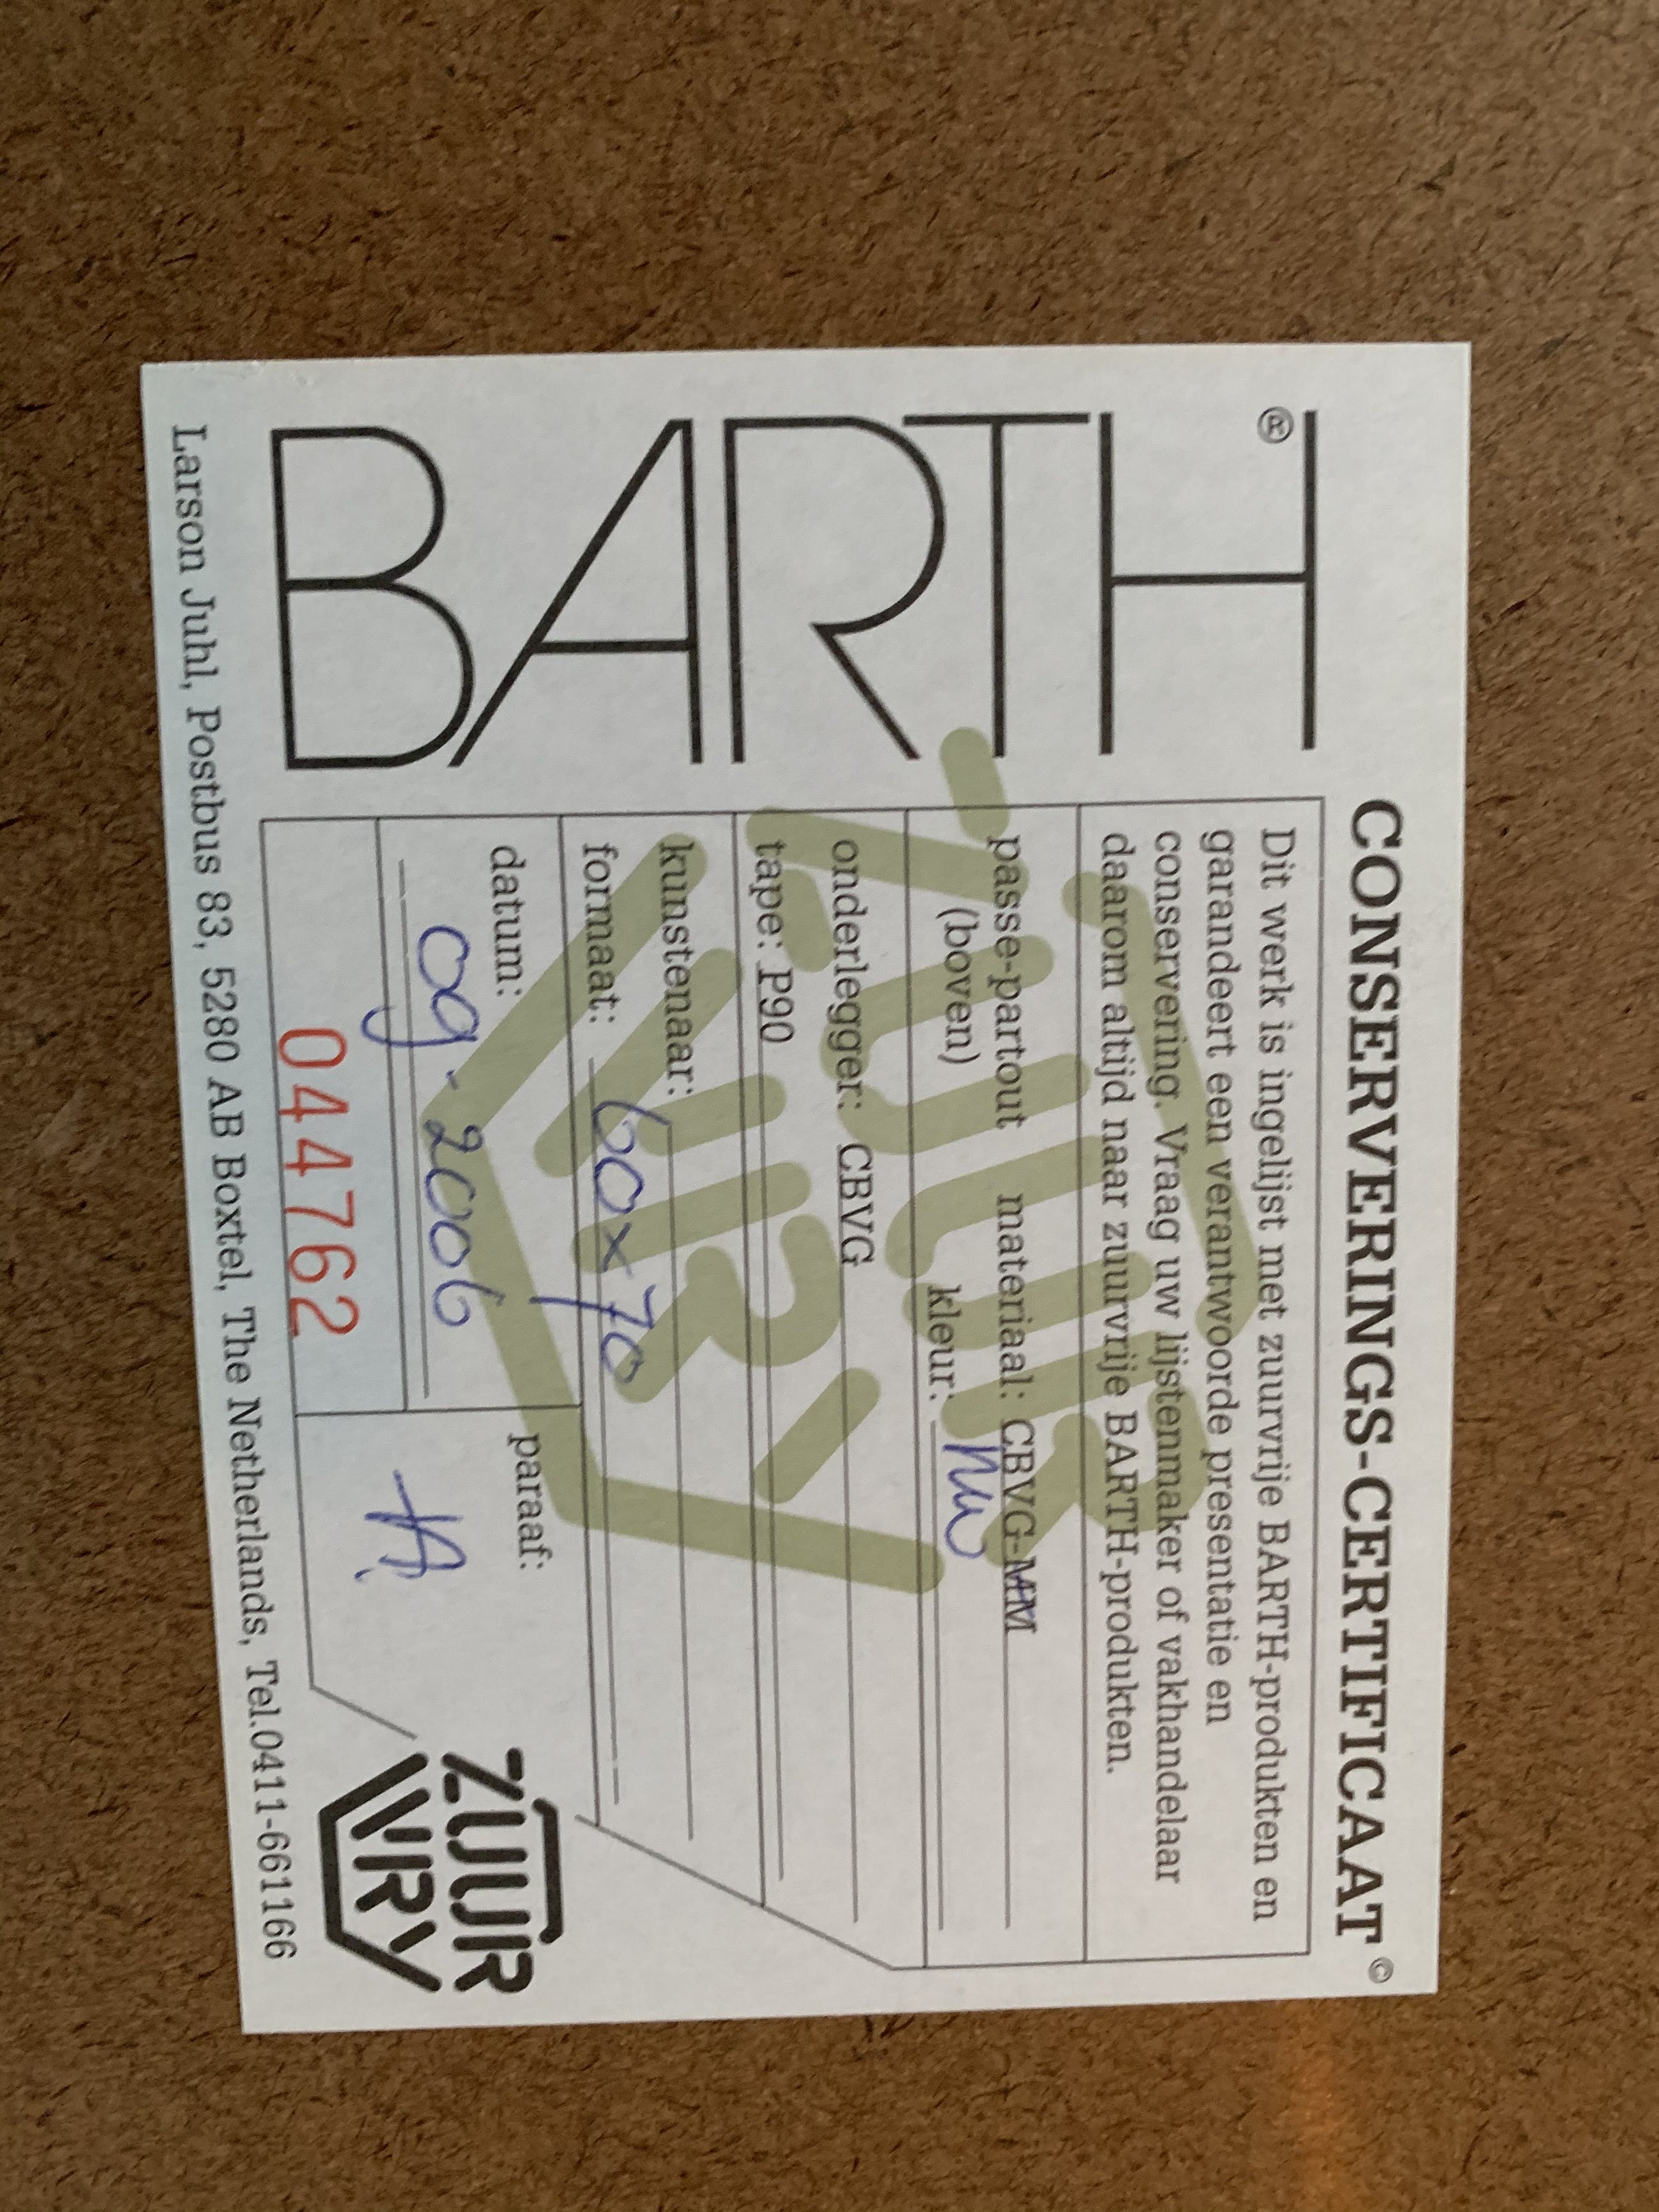 CONSERVERINGS-CERTIFICAAT ©
BARTH ®
Dit werk is ingelijst met zuurvrije BARTH-produkten en
garandeert een verantwoorde presentatie en
conservering. Vraag uw lijstenmaker of vakhandelaar
daarom altijd naar zuurvrije BARTH-produkten.
passe-partout materiaal: CBVG-MM
(boven) kleur:
onderlegger: CBVG
tape: P90
kunstenaar:
formaat: 60x70
datum: paraaf:
09-2006
044762
ZUUR
VRY
Larson Juhl, Postbus 83, 5280 AB Boxtel, The Netherlands, Tel.0411-661166